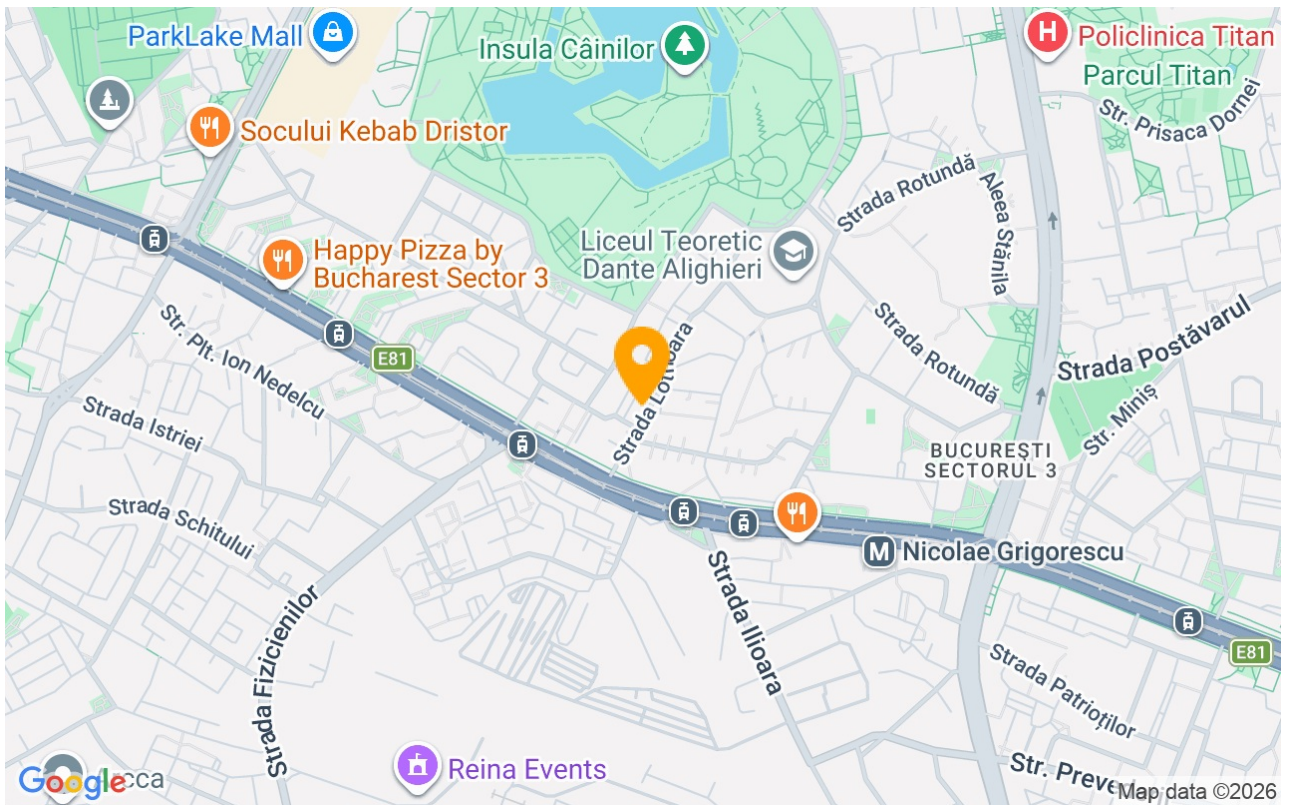 ParkLake Mall
Insula Câinilor
H
Policlinica Titan
Parcul Titan
Str. Prisaca Dornei
Socului Kebab Dristor
Strada Rotundă
Aleea Stănila
Liceul Teoretic
Dante Alighieri
Happy Pizza by
Bucharest Sector 3
Str. Plt. Ion Nedelcu
E81
Strada Rotundă
Strada Postăvarul
Str. Miniș
Strada Istriei
Strada
BUCUREȘTI
SECTORUL 3
Strada Schitului
M
Nicolae Grigorescu
Strada Ilioara
Strada Fizicienilor
E81
Strada Patrioților
Reina Events
Str.
Google
Map data ©2026